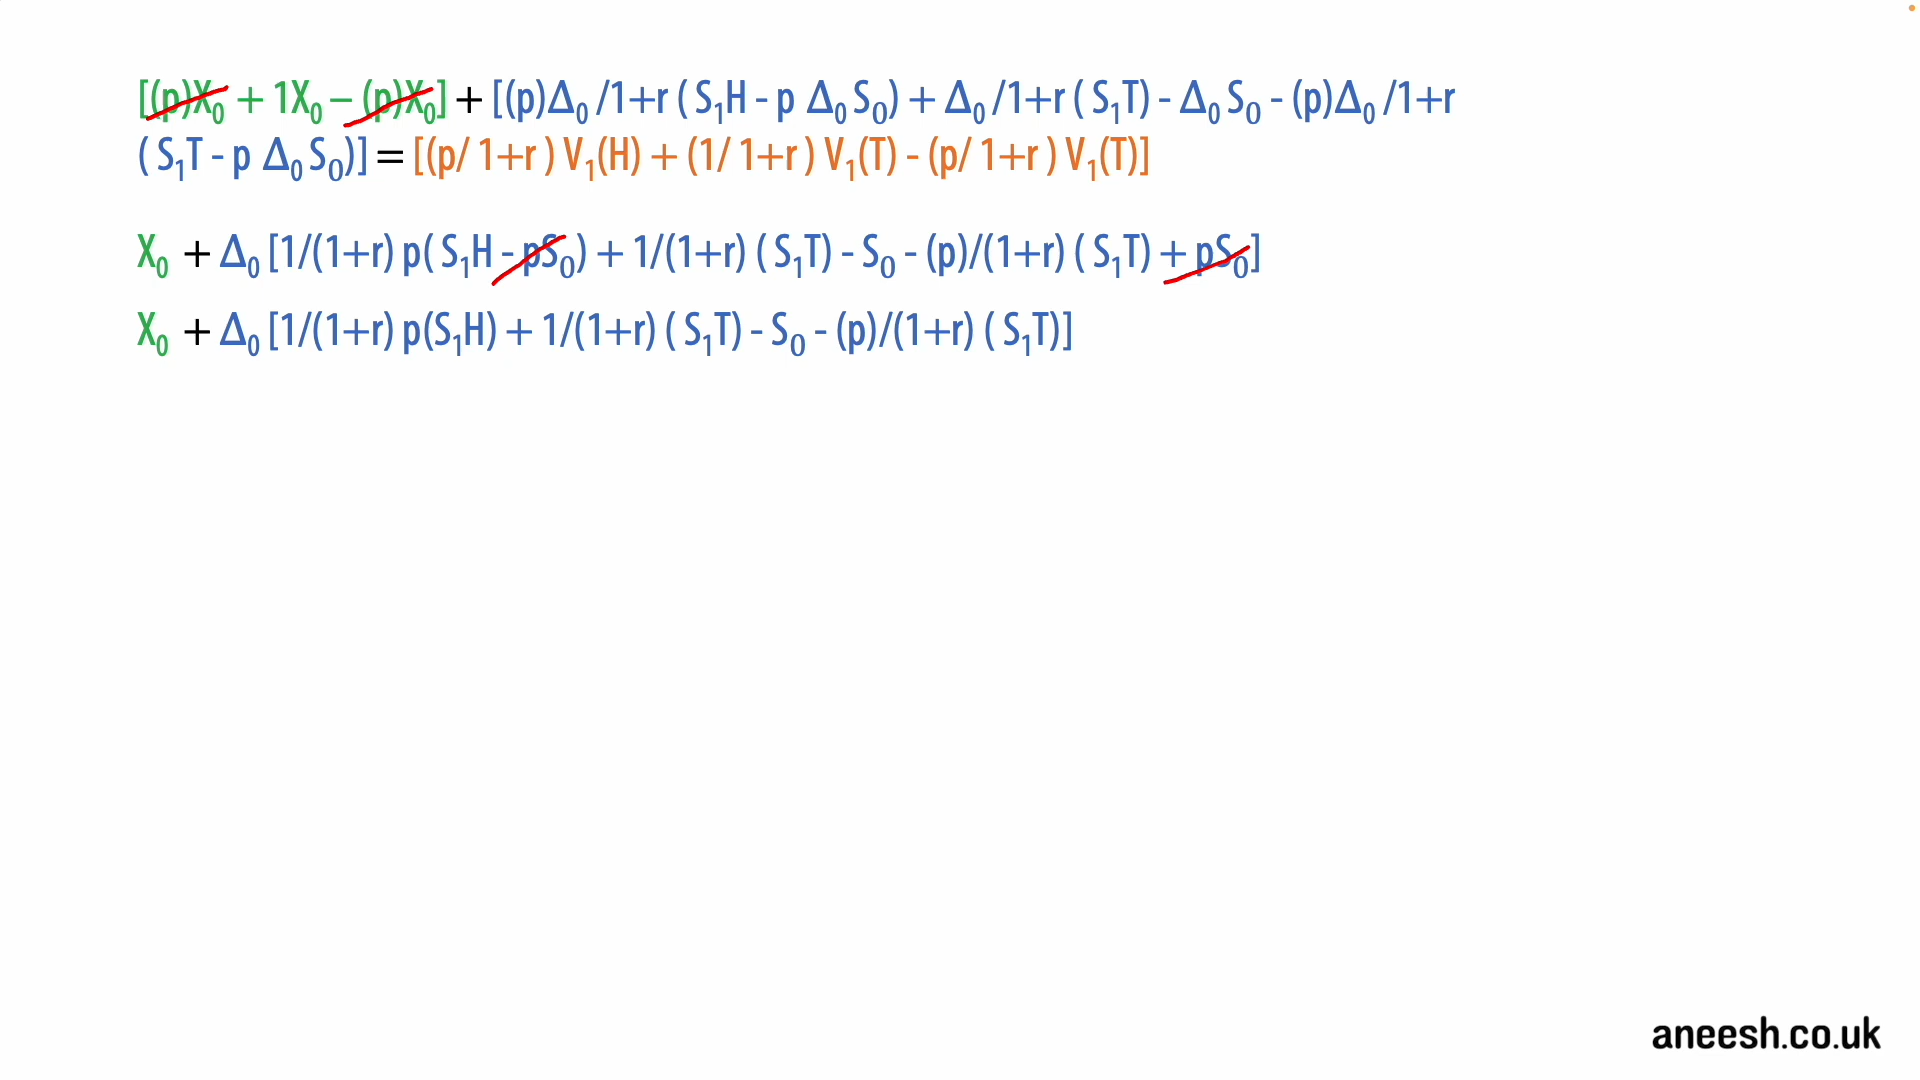 [(p)X₀ + 1X₀ – (p)X₀] + [(p)Δ₀ /1+r ( S₁H - p Δ₀ S₀) + Δ₀ /1+r ( S₁T) - Δ₀ S₀ - (p)Δ₀ /1+r
( S₁T - p Δ₀ S₀)] = [(p/ 1+r ) V₁(H) + (1/ 1+r ) V₁(T) - (p/ 1+r ) V₁(T)]
X₀ + Δ₀ [1/(1+r) p( S₁H - pS₀) + 1/(1+r) ( S₁T) - S₀ - (p)/(1+r) ( S₁T) + pS₀]
X₀ + Δ₀ [1/(1+r) p(S₁H) + 1/(1+r) ( S₁T) - S₀ - (p)/(1+r) ( S₁T)]
aneesh.co.uk